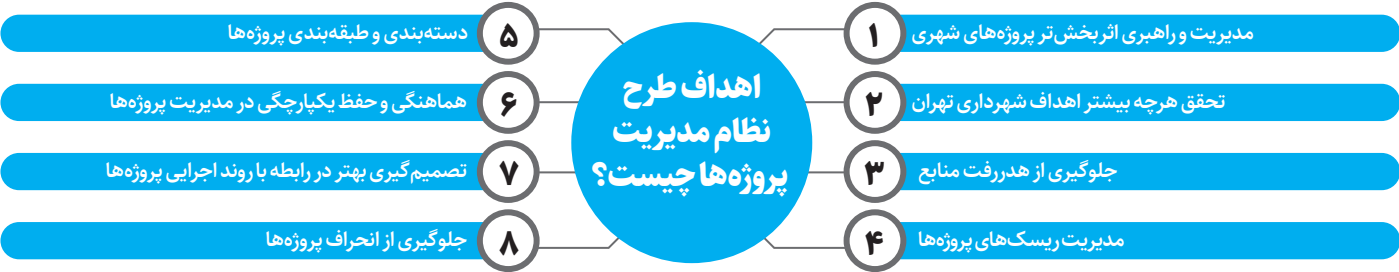 اهداف طرح
نظام مدیریت
پروژه‌ها چیست؟
۱ مدیریت و راهبری اثربخش‌تر پروژه‌های شهری
۲ تحقق هرچه بیشتر اهداف شهرداری تهران
۳ جلوگیری از هدررفت منابع
۴ مدیریت ریسک‌های پروژه‌ها
۵ دسته‌بندی و طبقه‌بندی پروژه‌ها
۶ هماهنگی و حفظ یکپارچگی در مدیریت پروژه‌ها
۷ تصمیم‌گیری بهتر در رابطه با روند اجرایی پروژه‌ها
۸ جلوگیری از انحراف پروژه‌ها